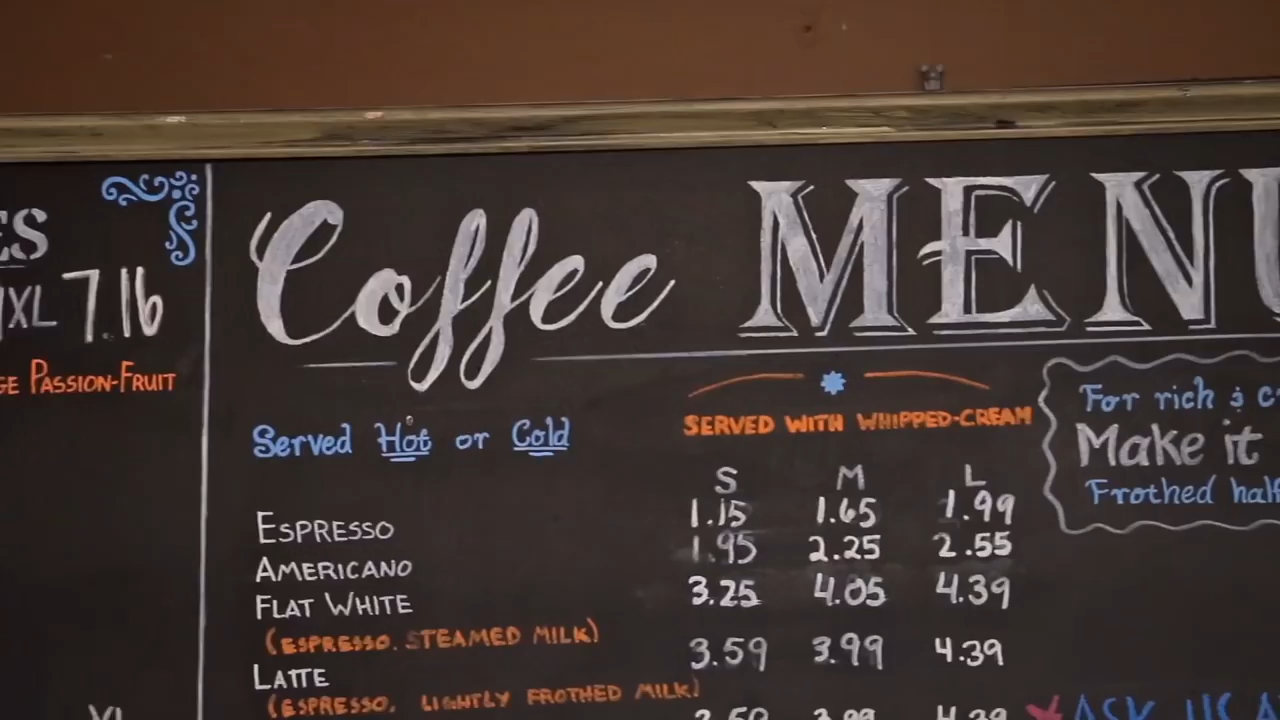 ES
XL 7.16
GE PASSION-FRUIT
Coffee MENU
Served Hot or Cold
SERVED WITH WHIPPED-CREAM
S M L
ESPRESSO 1.15 1.65 1.99
AMERICANO 1.95 2.25 2.55
FLAT WHITE 3.25 4.05 4.39
(ESPRESSO. STEAMED MILK)
LATTE 3.59 3.99 4.39
(ESPRESSO, LIGHTLY FROTHED MILK)
For rich & c
Make it
Frothed half
ASK US A